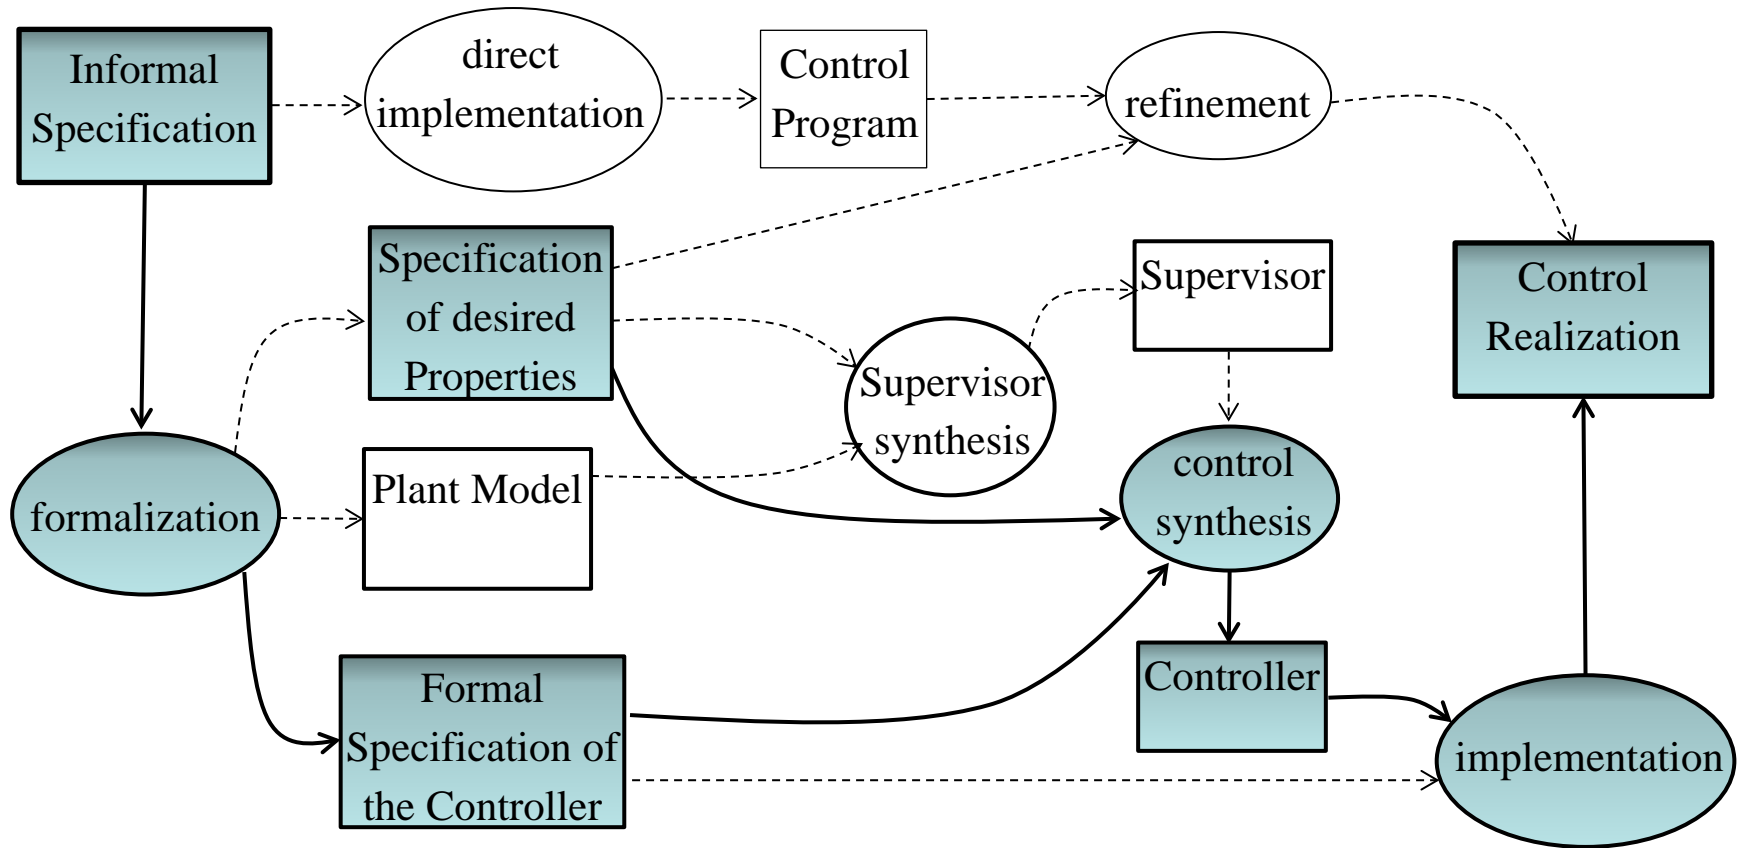 Informal
Specification
direct
implementation
Control
Program
refinement
Specification
of desired
Properties
Supervisor
Control
Realization
Supervisor
synthesis
formalization
Plant Model
control
synthesis
Formal
Specification of
the Controller
Controller
implementation